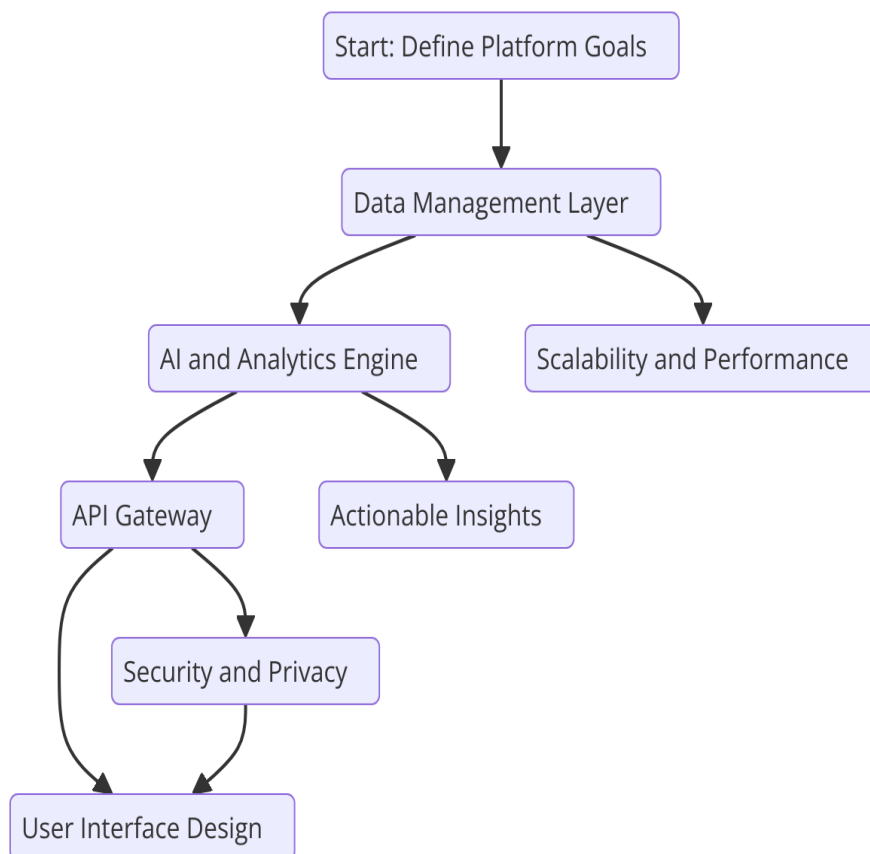 Start: Define Platform Goals
Data Management Layer
AI and Analytics Engine
Scalability and Performance
API Gateway
Actionable Insights
Security and Privacy
User Interface Design